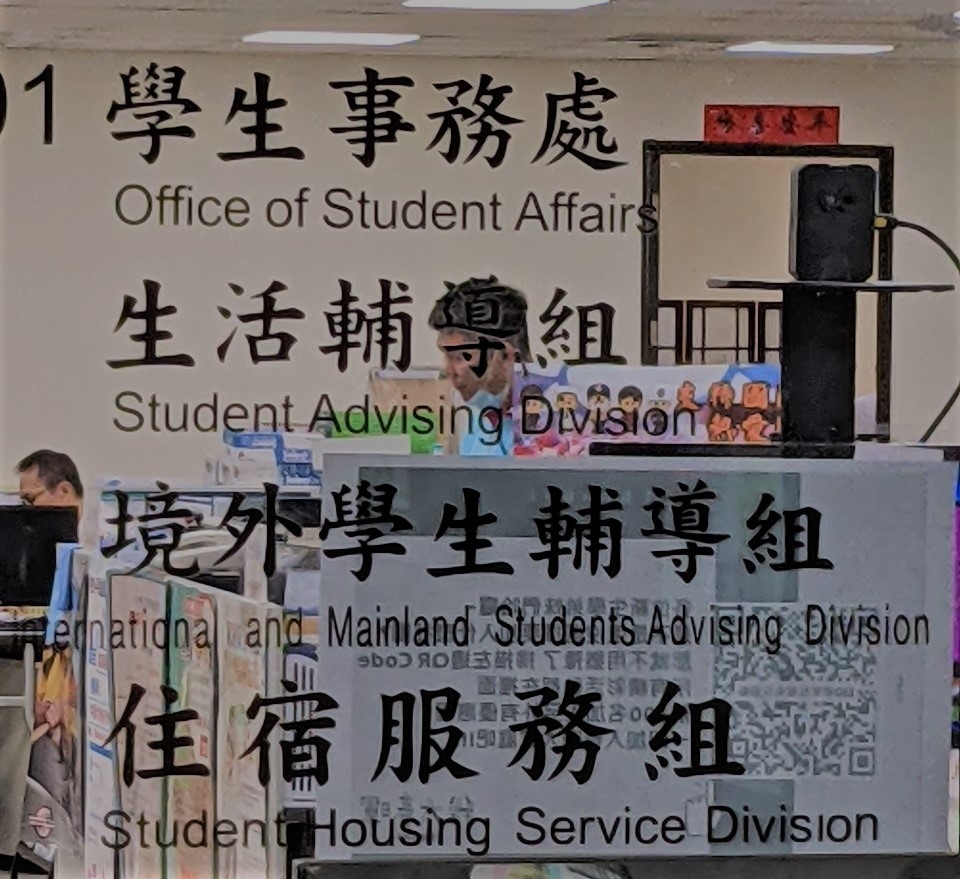 01 學生事務處
Office of Student Affairs
生活輔導組
Student Advising Division
境外學生輔導組
International and Mainland Students Advising Division
住宿服務組
Student Housing Service Division